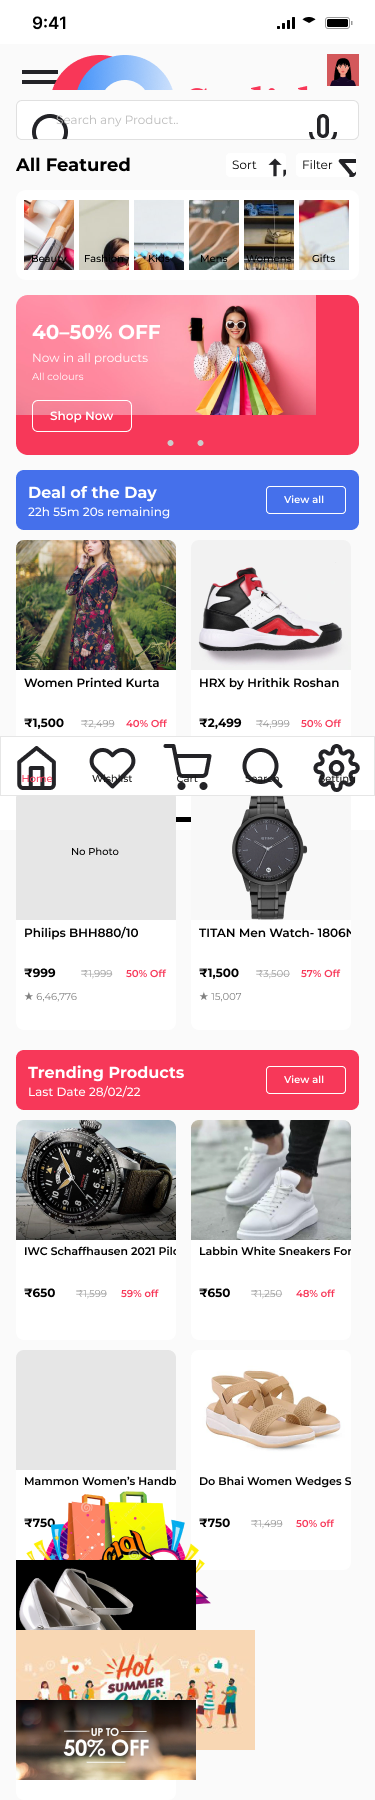 9:41
Search any Product..
All Featured
Sort
Filter
Beauty
Fashion
Kids
Mens
Womens
Gifts
40–50% OFF
Now in all products
All colours
Shop Now
Deal of the Day
22h 55m 20s remaining
View all
Women Printed Kurta
₹1,500 ₹2,499 40% Off
HRX by Hrithik Roshan
₹2,499 ₹4,999 50% Off
Home
Wishlist
Cart
Search
No Photo
Philips BHH880/10
₹999 ₹1,999 50% Off
★ 6,46,776
TITAN
TITAN Men Watch- 1806N
₹1,500 ₹3,500 57% Off
★ 15,007
Trending Products
Last Date 28/02/22
View all
IWC Schaffhausen 2021 Pilo
₹650 ₹1,599 59% off
Labbin White Sneakers For
₹650 ₹1,250 48% off
Mammon Women’s Handb
₹750
Do Bhai Women Wedges S
₹750 ₹1,499 50% off
Hot
SUMMER
Sale
UP TO
50% OFF